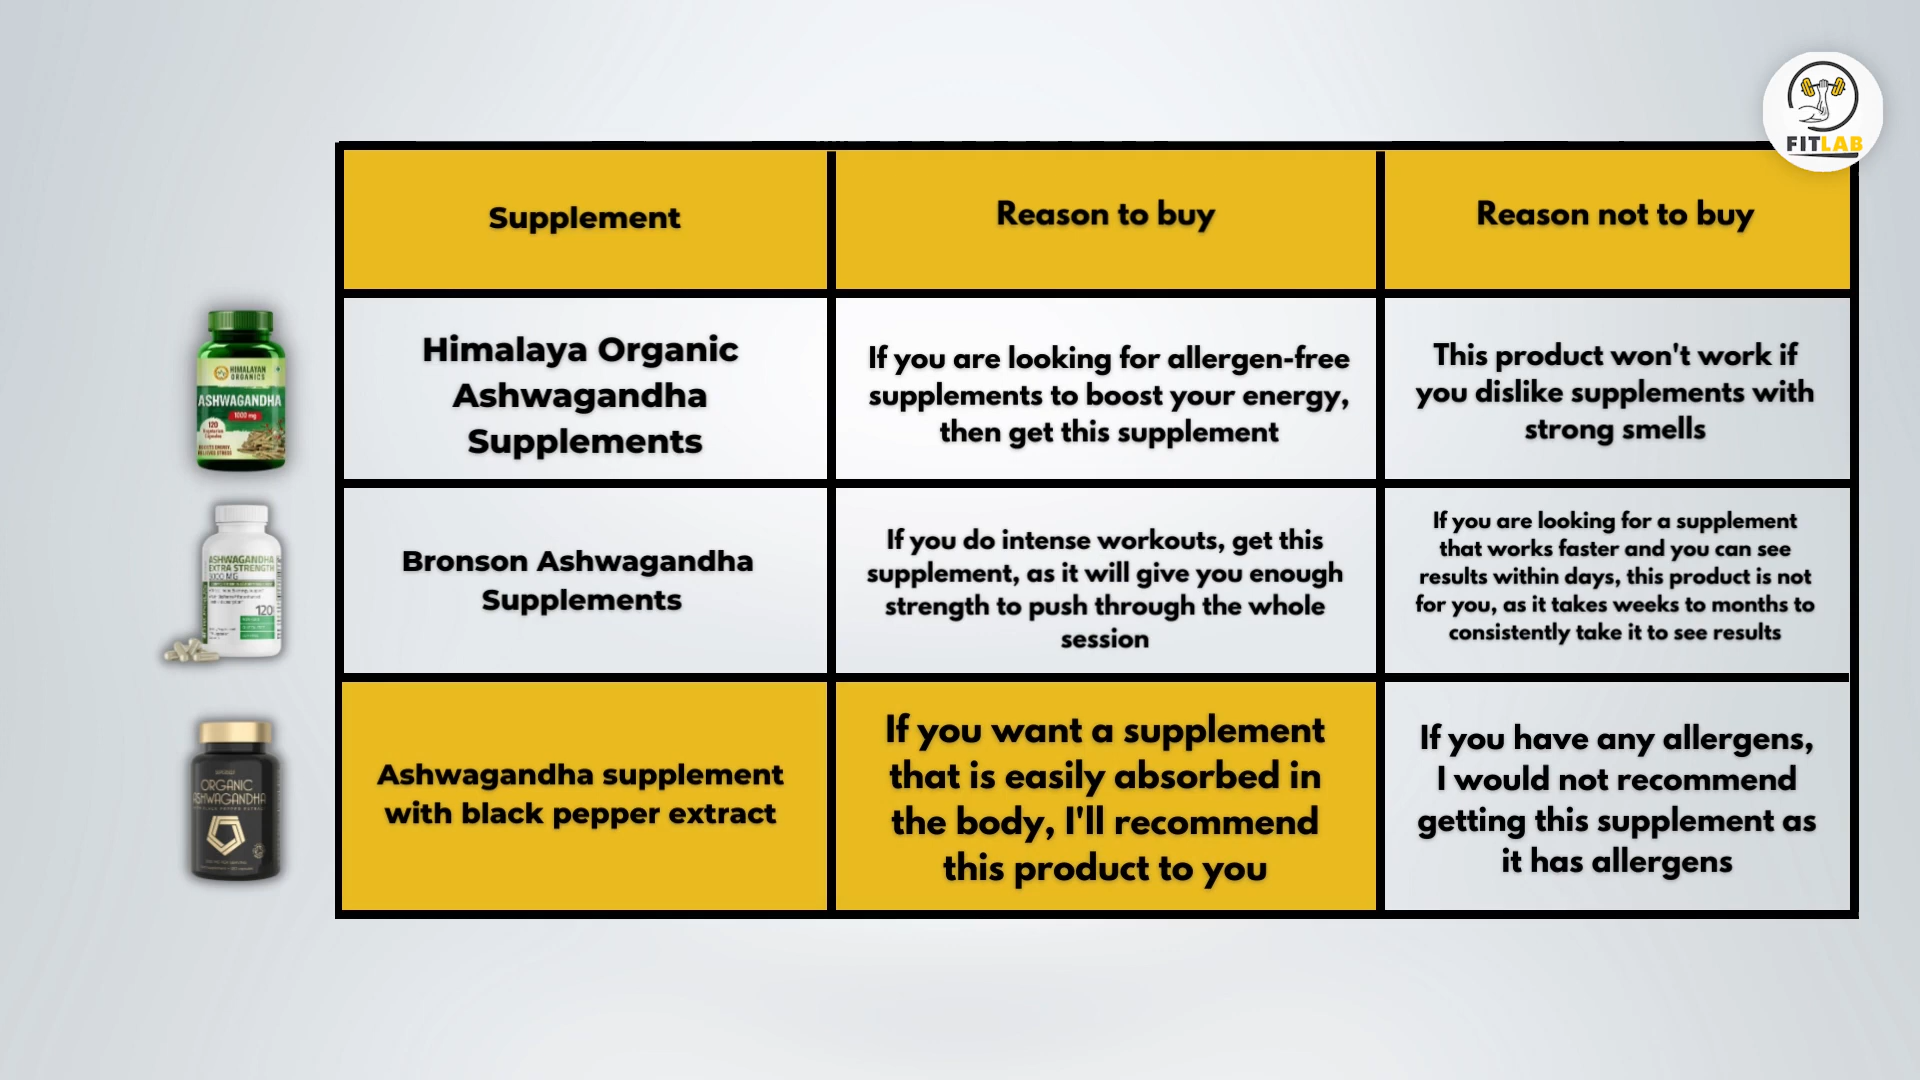 FITLAB
Supplement
Reason to buy
Reason not to buy
HIMALAYAN
ORGANICS
ASHWAGANDHA
1000 mg
120
Himalaya Organic
Ashwagandha
Supplements
If you are looking for allergen-free
supplements to boost your energy,
then get this supplement
This product won't work if
you dislike supplements with
strong smells
ASHWAGANDHA
EXTRA STRENGTH
120
Bronson Ashwagandha
Supplements
If you do intense workouts, get this
supplement, as it will give you enough
strength to push through the whole
session
If you are looking for a supplement
that works faster and you can see
results within days, this product is not
for you, as it takes weeks to months to
consistently take it to see results
ORGANIC
ASHWAGANDHA
Ashwagandha supplement
with black pepper extract
If you want a supplement
that is easily absorbed in
the body, I'll recommend
this product to you
If you have any allergens,
I would not recommend
getting this supplement as
it has allergens